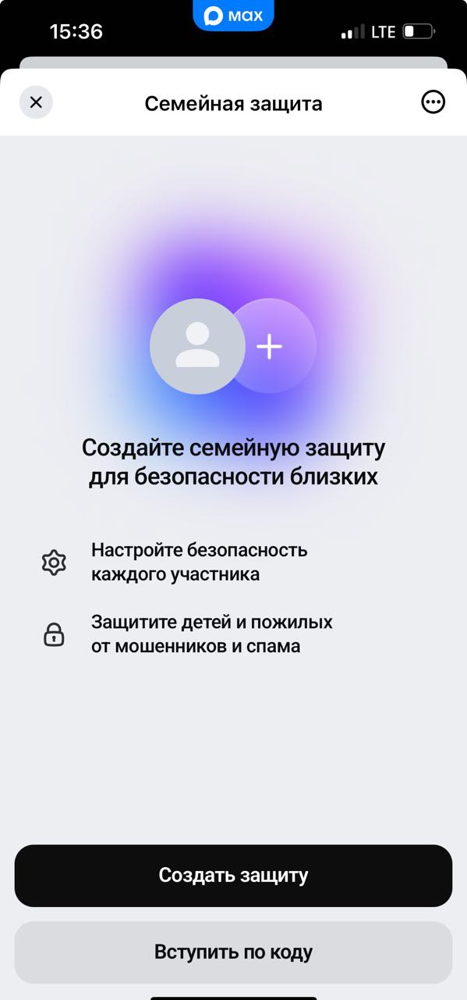 15:36
max
LTE
Семейная защита
Создайте семейную защиту
для безопасности близких
Настройте безопасность
каждого участника
Защитите детей и пожилых
от мошенников и спама
Создать защиту
Вступить по коду